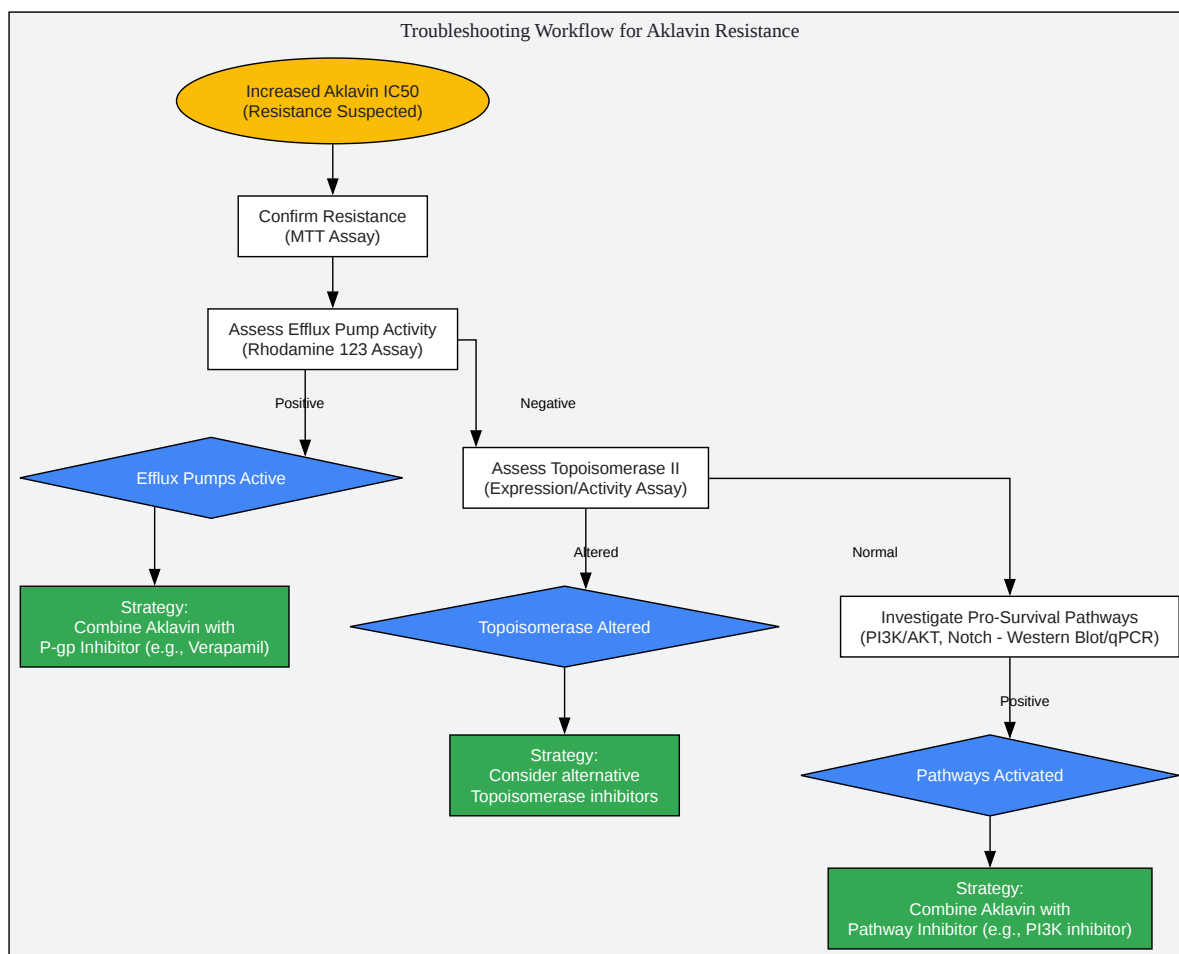 Troubleshooting Workflow for Aklavin Resistance
Increased Aklavin IC50
(Resistance Suspected)
Confirm Resistance
(MTT Assay)
Assess Efflux Pump Activity
(Rhodamine 123 Assay)
Positive
Negative
Efflux Pumps Active
Assess Topoisomerase II
(Expression/Activity Assay)
Altered
Normal
Strategy:
Combine Aklavin with
P-gp Inhibitor (e.g., Verapamil)
Topoisomerase Altered
Investigate Pro-Survival Pathways
(PI3K/AKT, Notch - Western Blot/qPCR)
Positive
Strategy:
Consider alternative
Topoisomerase inhibitors
Pathways Activated
Strategy:
Combine Aklavin with
Pathway Inhibitor (e.g., PI3K inhibitor)